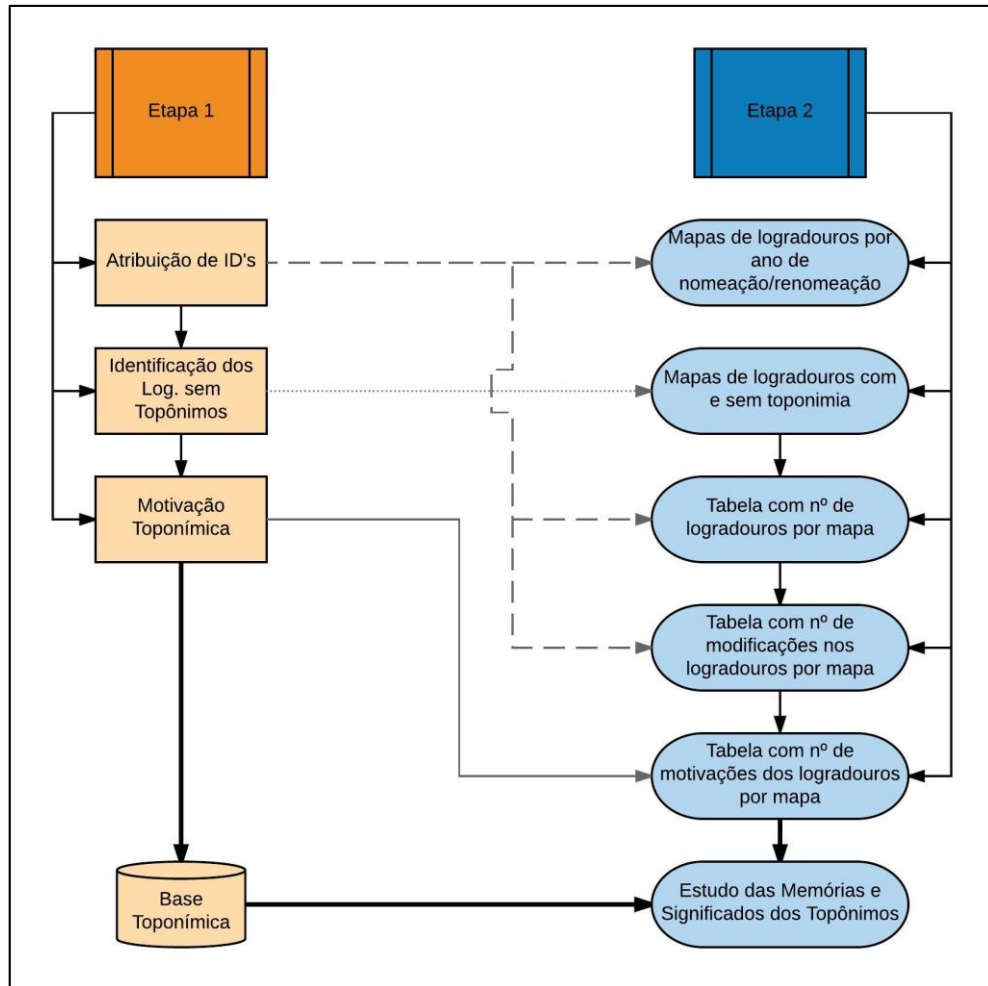 Etapa 1
Etapa 2
Atribuição de ID's
Mapas de logradouros por
ano de
nomeação/renomeação
Identificação dos
Log. sem
Topônimos
Mapas de logradouros com
e sem toponimia
Motivação
Toponímica
Tabela com nº de
logradouros por mapa
Tabela com nº de
modificações nos
logradouros por mapa
Tabela com nº de
motivações dos logradouros
por mapa
Base
Toponímica
Estudo das Memórias e
Significados dos Topônimos